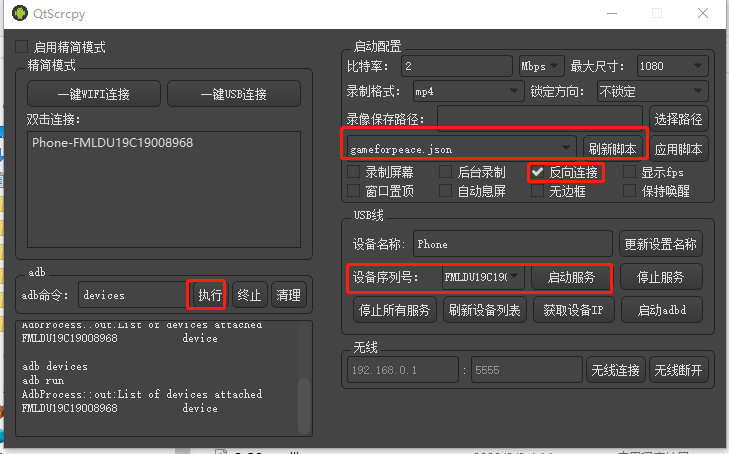 QtScrcpy
启用精简模式
精简模式
一键WIFI连接 一键USB连接
双击连接：
Phone-FMLDU19C19008968
adb
adb命令： devices 执行 终止 清理
AdbProcess::out:List of devices attached
FMLDU19C19008968 device
adb devices
adb run
AdbProcess::out:List of devices attached
FMLDU19C19008968 device
启动配置
比特率： 2 Mbps 最大尺寸： 1080
录制格式： mp4 锁定方向： 不锁定
录像保存路径： 选择路径
gameforpeace.json 刷新脚本 应用脚本
录制屏幕 后台录制 反向连接 显示fps
窗口置顶 自动息屏 无边框 保持唤醒
USB线
设备名称: Phone 更新设置名称
设备序列号： FMLDU19C19( 启动服务 停止服务
停止所有服务 刷新设备列表 获取设备IP 启动adbd
无线
192.168.0.1 : 5555 无线连接 无线断开